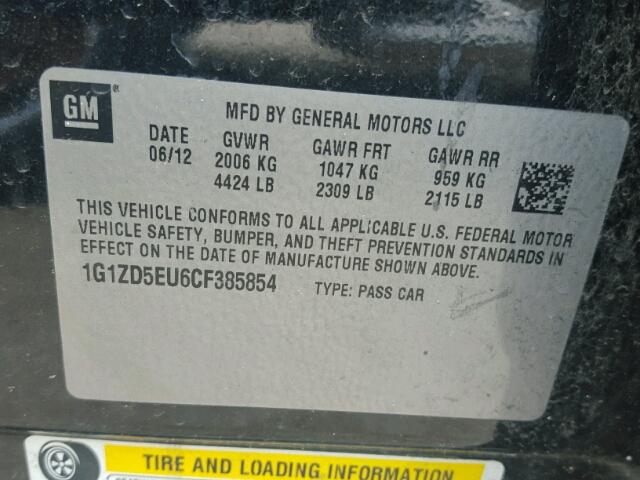 GM®
MFD BY GENERAL MOTORS LLC
DATE GVWR GAWR FRT GAWR RR
06/12 2006 KG 1047 KG 959 KG
4424 LB 2309 LB 2115 LB
THIS VEHICLE CONFORMS TO ALL APPLICABLE U.S. FEDERAL MOTOR
VEHICLE SAFETY, BUMPER, AND THEFT PREVENTION STANDARDS IN
EFFECT ON THE DATE OF MANUFACTURE SHOWN ABOVE.
1G1ZD5EU6CF385854 TYPE: PASS CAR
TIRE AND LOADING INFORMATION